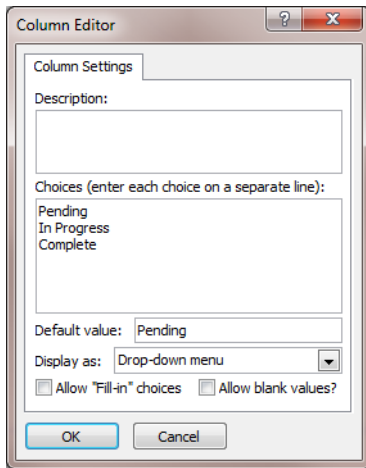 Column Editor
Column Settings
Description:
Choices (enter each choice on a separate line):
Pending
In Progress
Complete
Default value: Pending
Display as: Drop-down menu
Allow "Fill-in" choices Allow blank values?
OK Cancel